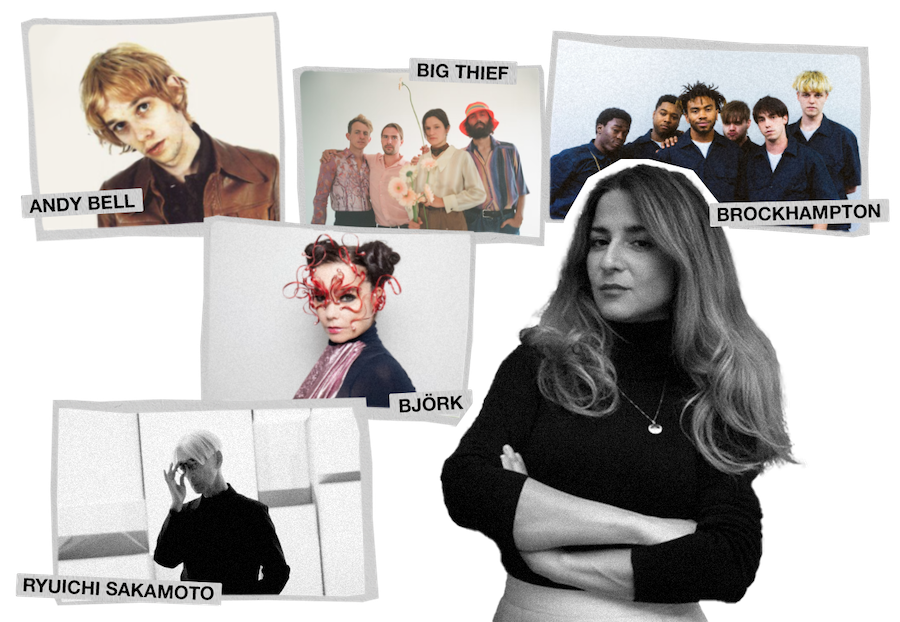 BIG THIEF
ANDY BELL
BROCKHAMPTON
BJÖRK
RYUICHI SAKAMOTO